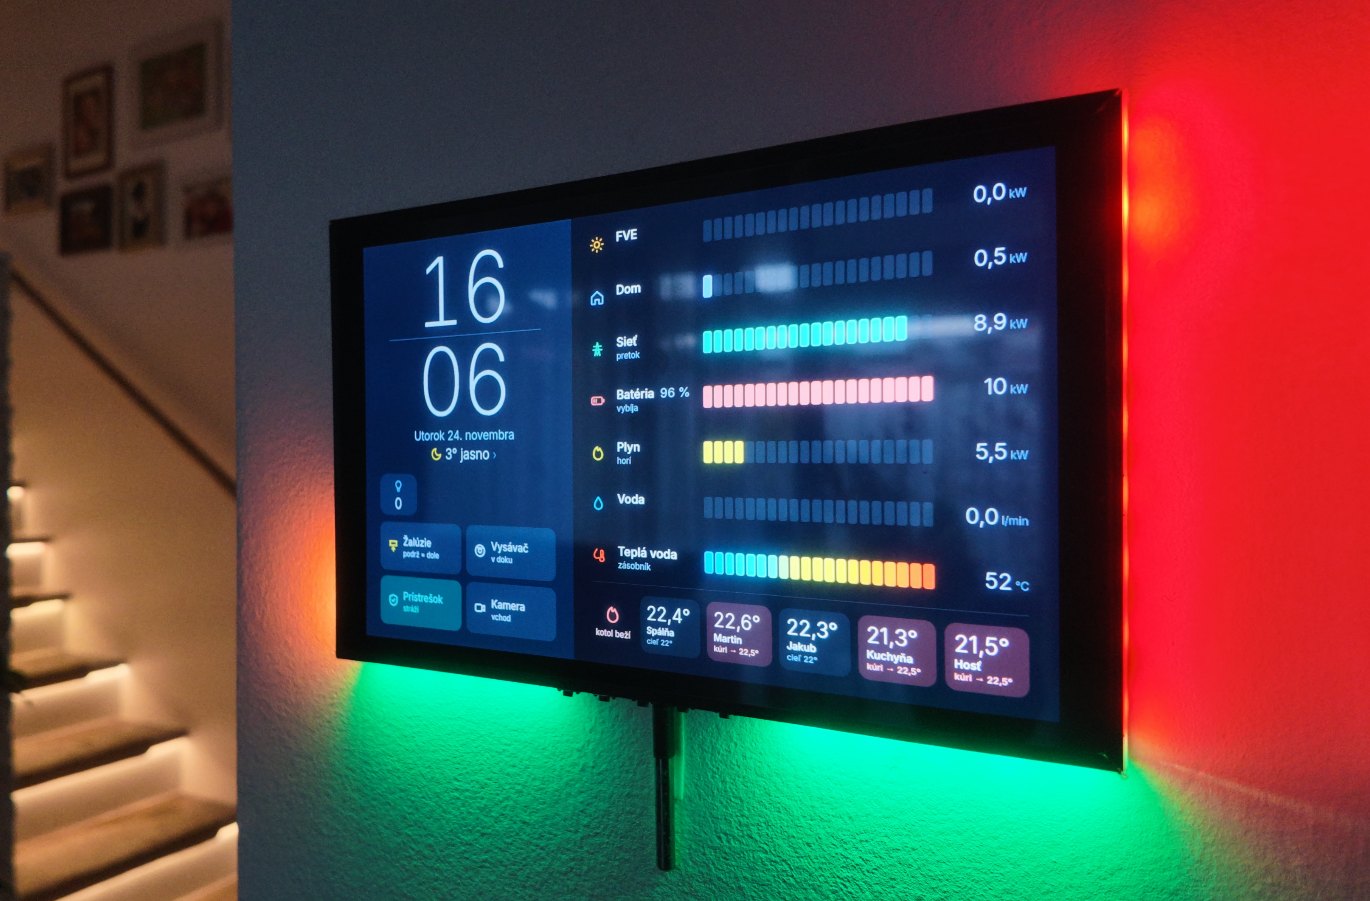 16
06
Utorok 24. novembra
3° jasno ›
0
Žalúzie
podrž = dole
Vysávač
v doku
Prístrešok
stráži
Kamera
vchod
FVE
0,0 kW
Dom
0,5 kW
Sieť
pretok
8,9 kW
Batéria 96 %
vybíja
10 kW
Plyn
horí
5,5 kW
Voda
0,0 l/min
Teplá voda
zásobník
52 °C
kotol beží
22,4°
Spálňa
cieľ 22°
22,6°
Martin
kúri → 22,5°
22,3°
Jakub
cieľ 22°
21,3°
Kuchyňa
kúri → 22,5°
21,5°
Hosť
kúri → 22,5°